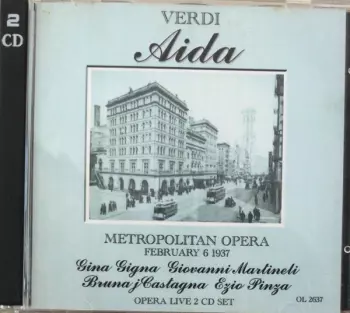 2
CD
VERDI
Aida
METROPOLITAN OPERA
FEBRUARY 6 1937
Gina Gigna Giovanni Martineli
Bruna j Castagna Ezio Pinza
OPERA LIVE 2 CD SET
OL 2637